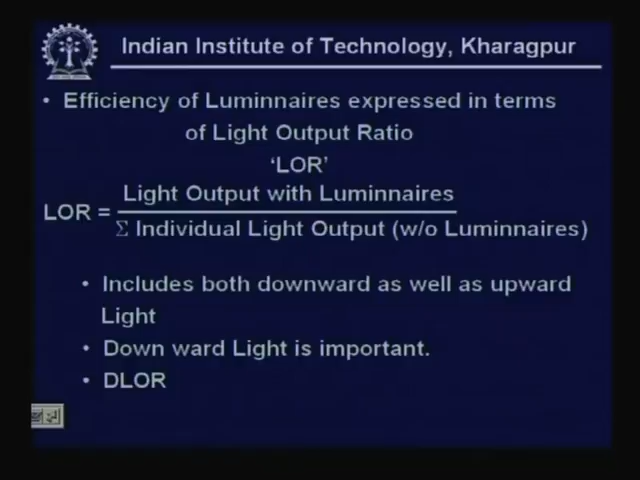 Indian Institute of Technology, Kharagpur
• Efficiency of Luminnaires expressed in terms
of Light Output Ratio
'LOR'
LOR = Light Output with Luminnaires
Σ Individual Light Output (w/o Luminnaires)
• Includes both downward as well as upward
Light
• Down ward Light is important.
• DLOR